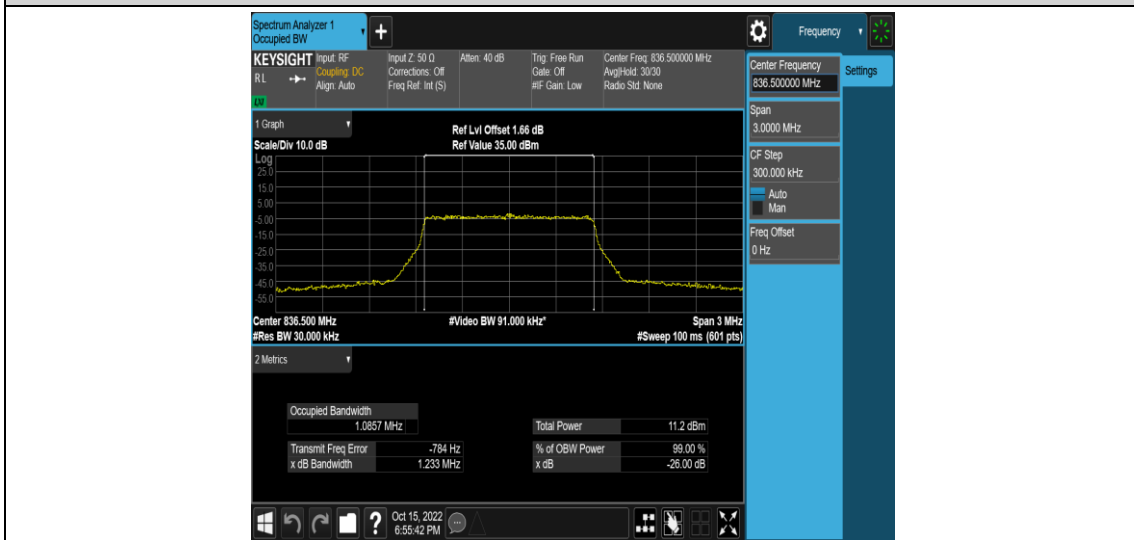 Spectrum Analyzer 1
Occupied BW
Frequency
KEYSIGHT
RL
LXI
Input: RF
Coupling: DC
Align: Auto
Input Z: 50 Ω
Corrections: Off
Freq Ref: Int (S)
Atten: 40 dB
Trig: Free Run
Gate: Off
#IF Gain: Low
Center Freq: 836.500000 MHz
Avg|Hold: 30/30
Radio Std: None
Center Frequency
836.500000 MHz
Settings
Span
3.0000 MHz
CF Step
300.000 kHz
Auto
Man
Freq Offset
0 Hz
1 Graph
Scale/Div 10.0 dB
Ref Lvl Offset 1.66 dB
Ref Value 35.00 dBm
Log
25.0
15.0
5.00
-5.00
-15.0
-25.0
-35.0
-45.0
-55.0
Center 836.500 MHz
#Video BW 91.000 kHz*
Span 3 MHz
#Res BW 30.000 kHz
#Sweep 100 ms (601 pts)
2 Metrics
Occupied Bandwidth
1.0857 MHz
Total Power 11.2 dBm
Transmit Freq Error -784 Hz
% of OBW Power 99.00 %
x dB Bandwidth 1.233 MHz
x dB -26.00 dB
Oct 15, 2022
6:55:42 PM